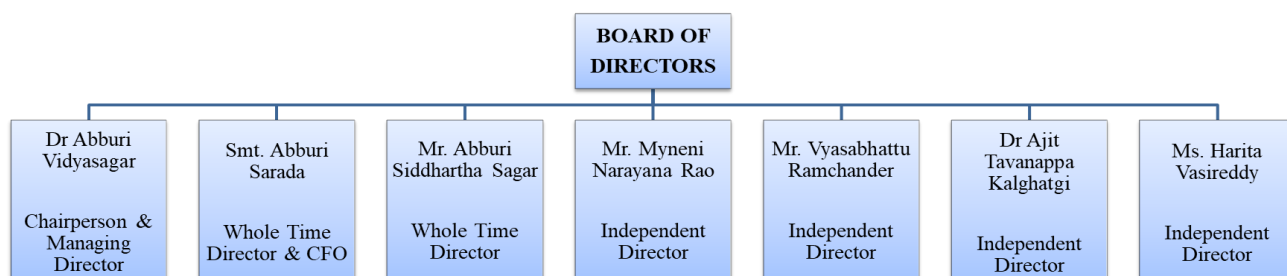 BOARD OF
DIRECTORS
Dr Abburi
Vidyasagar
Chairperson &
Managing
Director
Smt. Abburi
Sarada
Whole Time
Director & CFO
Mr. Abburi
Siddhartha Sagar
Whole Time
Director
Mr. Myneni
Narayana Rao
Independent
Director
Mr. Vyasabhattu
Ramchander
Independent
Director
Dr Ajit
Tavanappa
Kalghatgi
Independent
Director
Ms. Harita
Vasireddy
Independent
Director